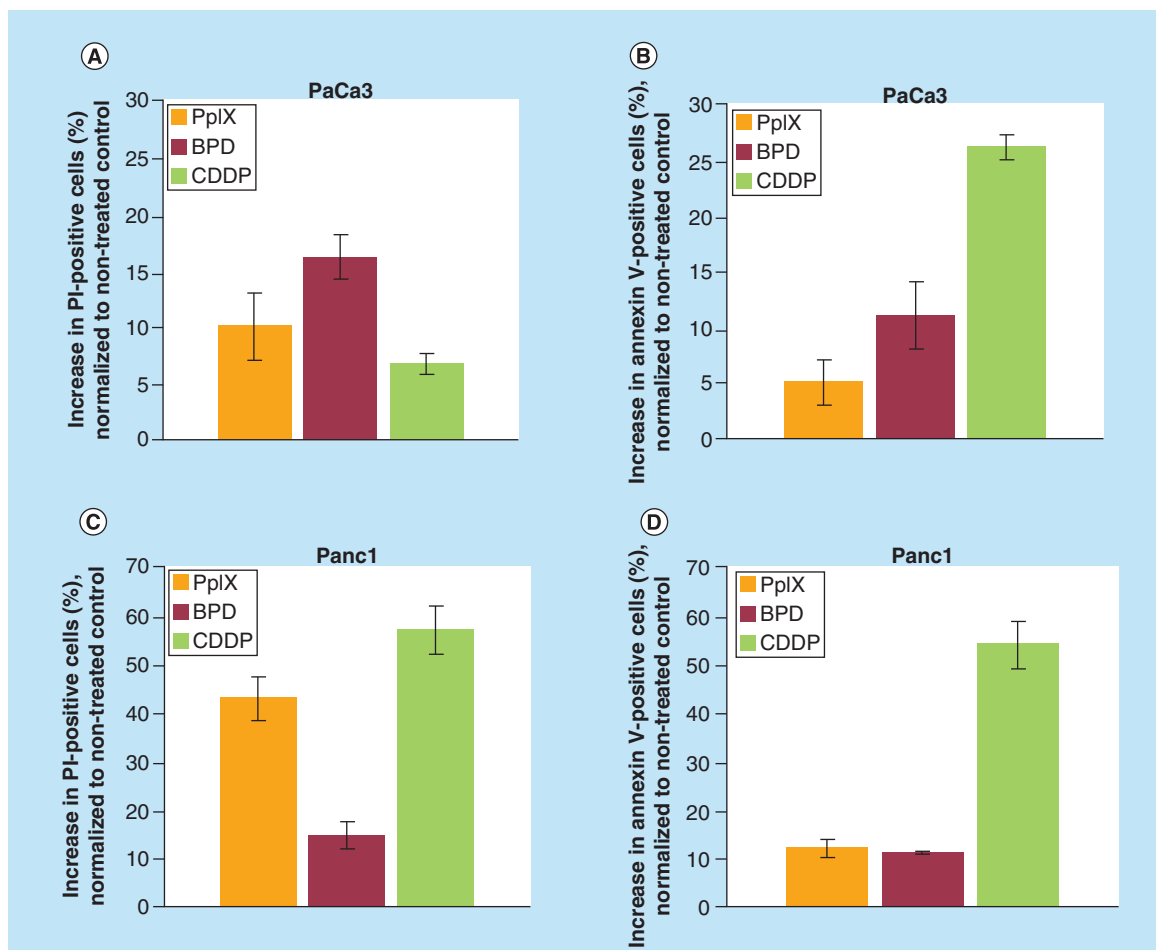 A
PaCa3
Increase in PI-positive cells (%)
normalized to non-treated control
30
25
20
15
10
5
0
PpIX
BPD
CDDP
B
PaCa3
Increase in annexin V-positive cells (%),
normalized to non-treated control
30
25
20
15
10
5
0
PpIX
BPD
CDDP
C
Panc1
Increase in PI-positive cells (%),
normalized to non-treated control
70
60
50
40
30
20
10
0
PpIX
BPD
CDDP
D
Panc1
Increase in annexin V-positive cells (%),
normalized to non-treated control
70
60
50
40
30
20
10
0
PpIX
BPD
CDDP